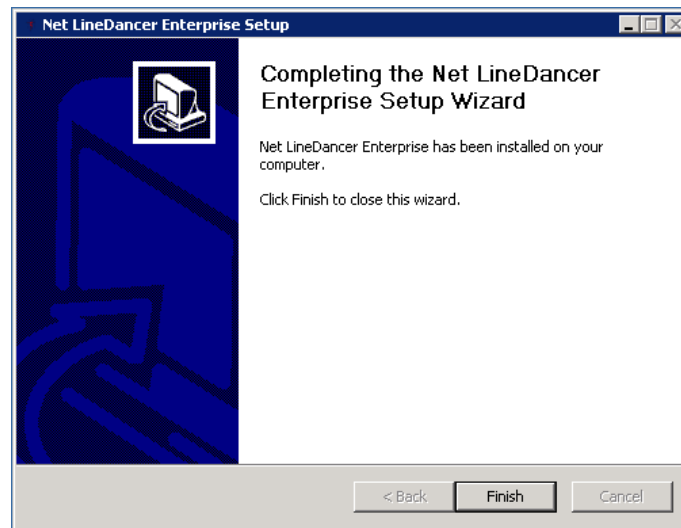 Net LineDancer Enterprise Setup
Completing the Net LineDancer
Enterprise Setup Wizard
Net LineDancer Enterprise has been installed on your
computer.
Click Finish to close this wizard.
< Back Finish Cancel